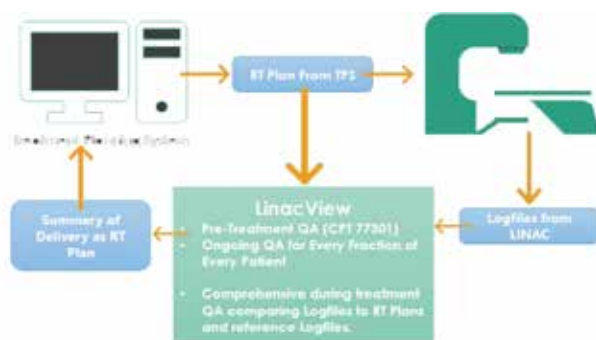 RT Plan From TPS
LinacView
Pre-Treatment QA (CPT 77301)
• Ongoing QA for Every Fraction of
Every Patient
• Comprehensive during treatment
QA comparing Logfiles to RT Plans
and reference Logfiles.
Logfiles from
LINAC
Summary of
Delivery as RT
Plan